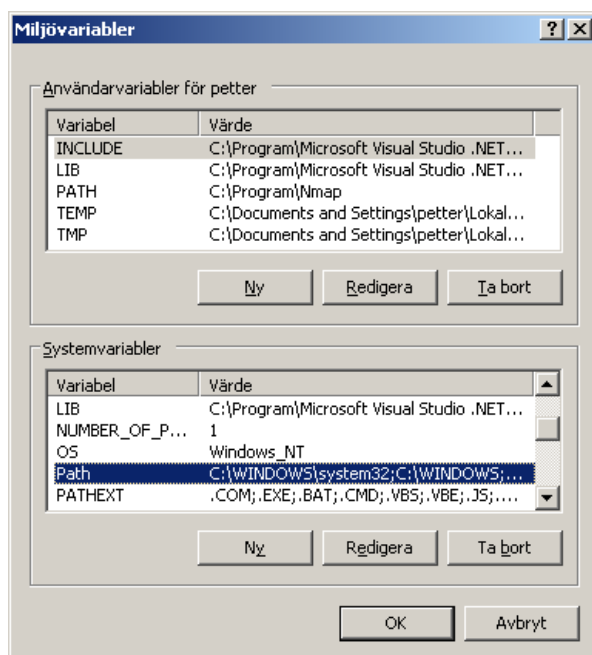 Miljövariabler
Användarvariabler för petter
Variabel Värde
INCLUDE C:\Program\Microsoft Visual Studio .NET...
LIB C:\Program\Microsoft Visual Studio .NET...
PATH C:\Program\Nmap
TEMP C:\Documents and Settings\petter\Lokal...
TMP C:\Documents and Settings\petter\Lokal...
Ny Redigera Ta bort
Systemvariabler
Variabel Värde
LIB C:\Program\Microsoft Visual Studio .NET...
NUMBER_OF_P... 1
OS Windows_NT
Path C:\WINDOWS\system32;C:\WINDOWS;...
PATHEXT .COM;.EXE;.BAT;.CMD;.VBS;.VBE;.JS;....
Ny Redigera Ta bort
OK Avbryt